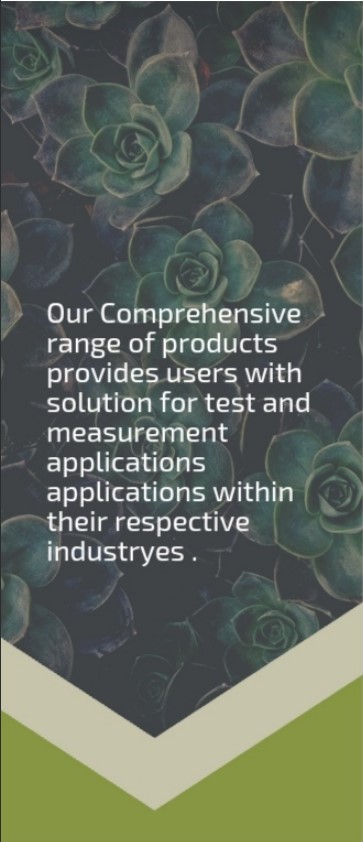 Our Comprehensive
range of products
provides users with
solution for test and
measurement
applications
applications within
their respective
industryes .